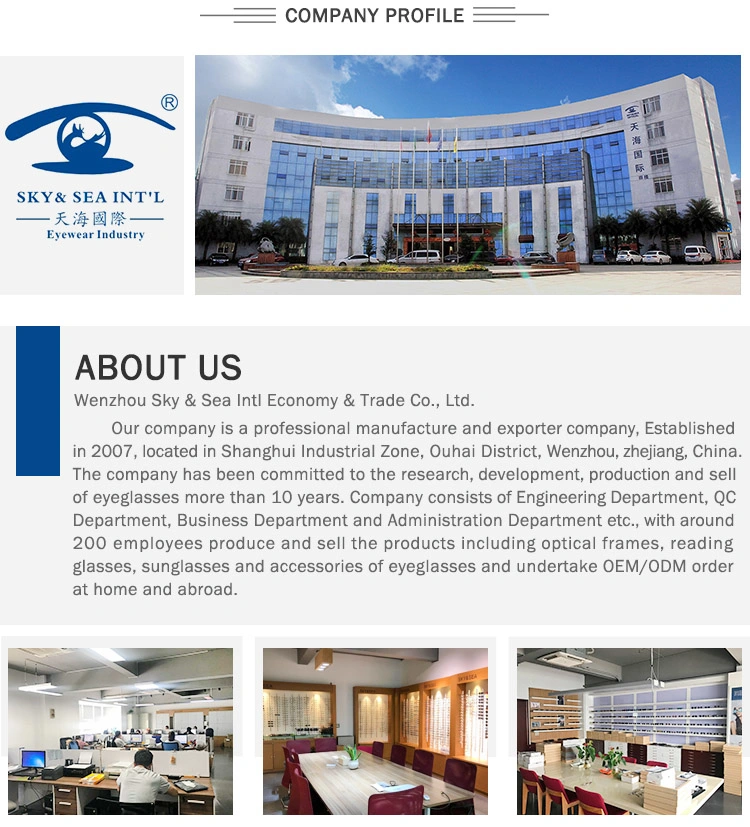 COMPANY PROFILE
®
SKY & SEA INT'L
天海國際
Eyewear Industry
天海国际
ABOUT US
Wenzhou Sky & Sea Intl Economy & Trade Co., Ltd.
Our company is a professional manufacture and exporter company, Established
in 2007, located in Shanghui Industrial Zone, Ouhai District, Wenzhou, zhejiang, China.
The company has been committed to the research, development, production and sell
of eyeglasses more than 10 years. Company consists of Engineering Department, QC
Department, Business Department and Administration Department etc., with around
200 employees produce and sell the products including optical frames, reading
glasses, sunglasses and accessories of eyeglasses and undertake OEM/ODM order
at home and abroad.